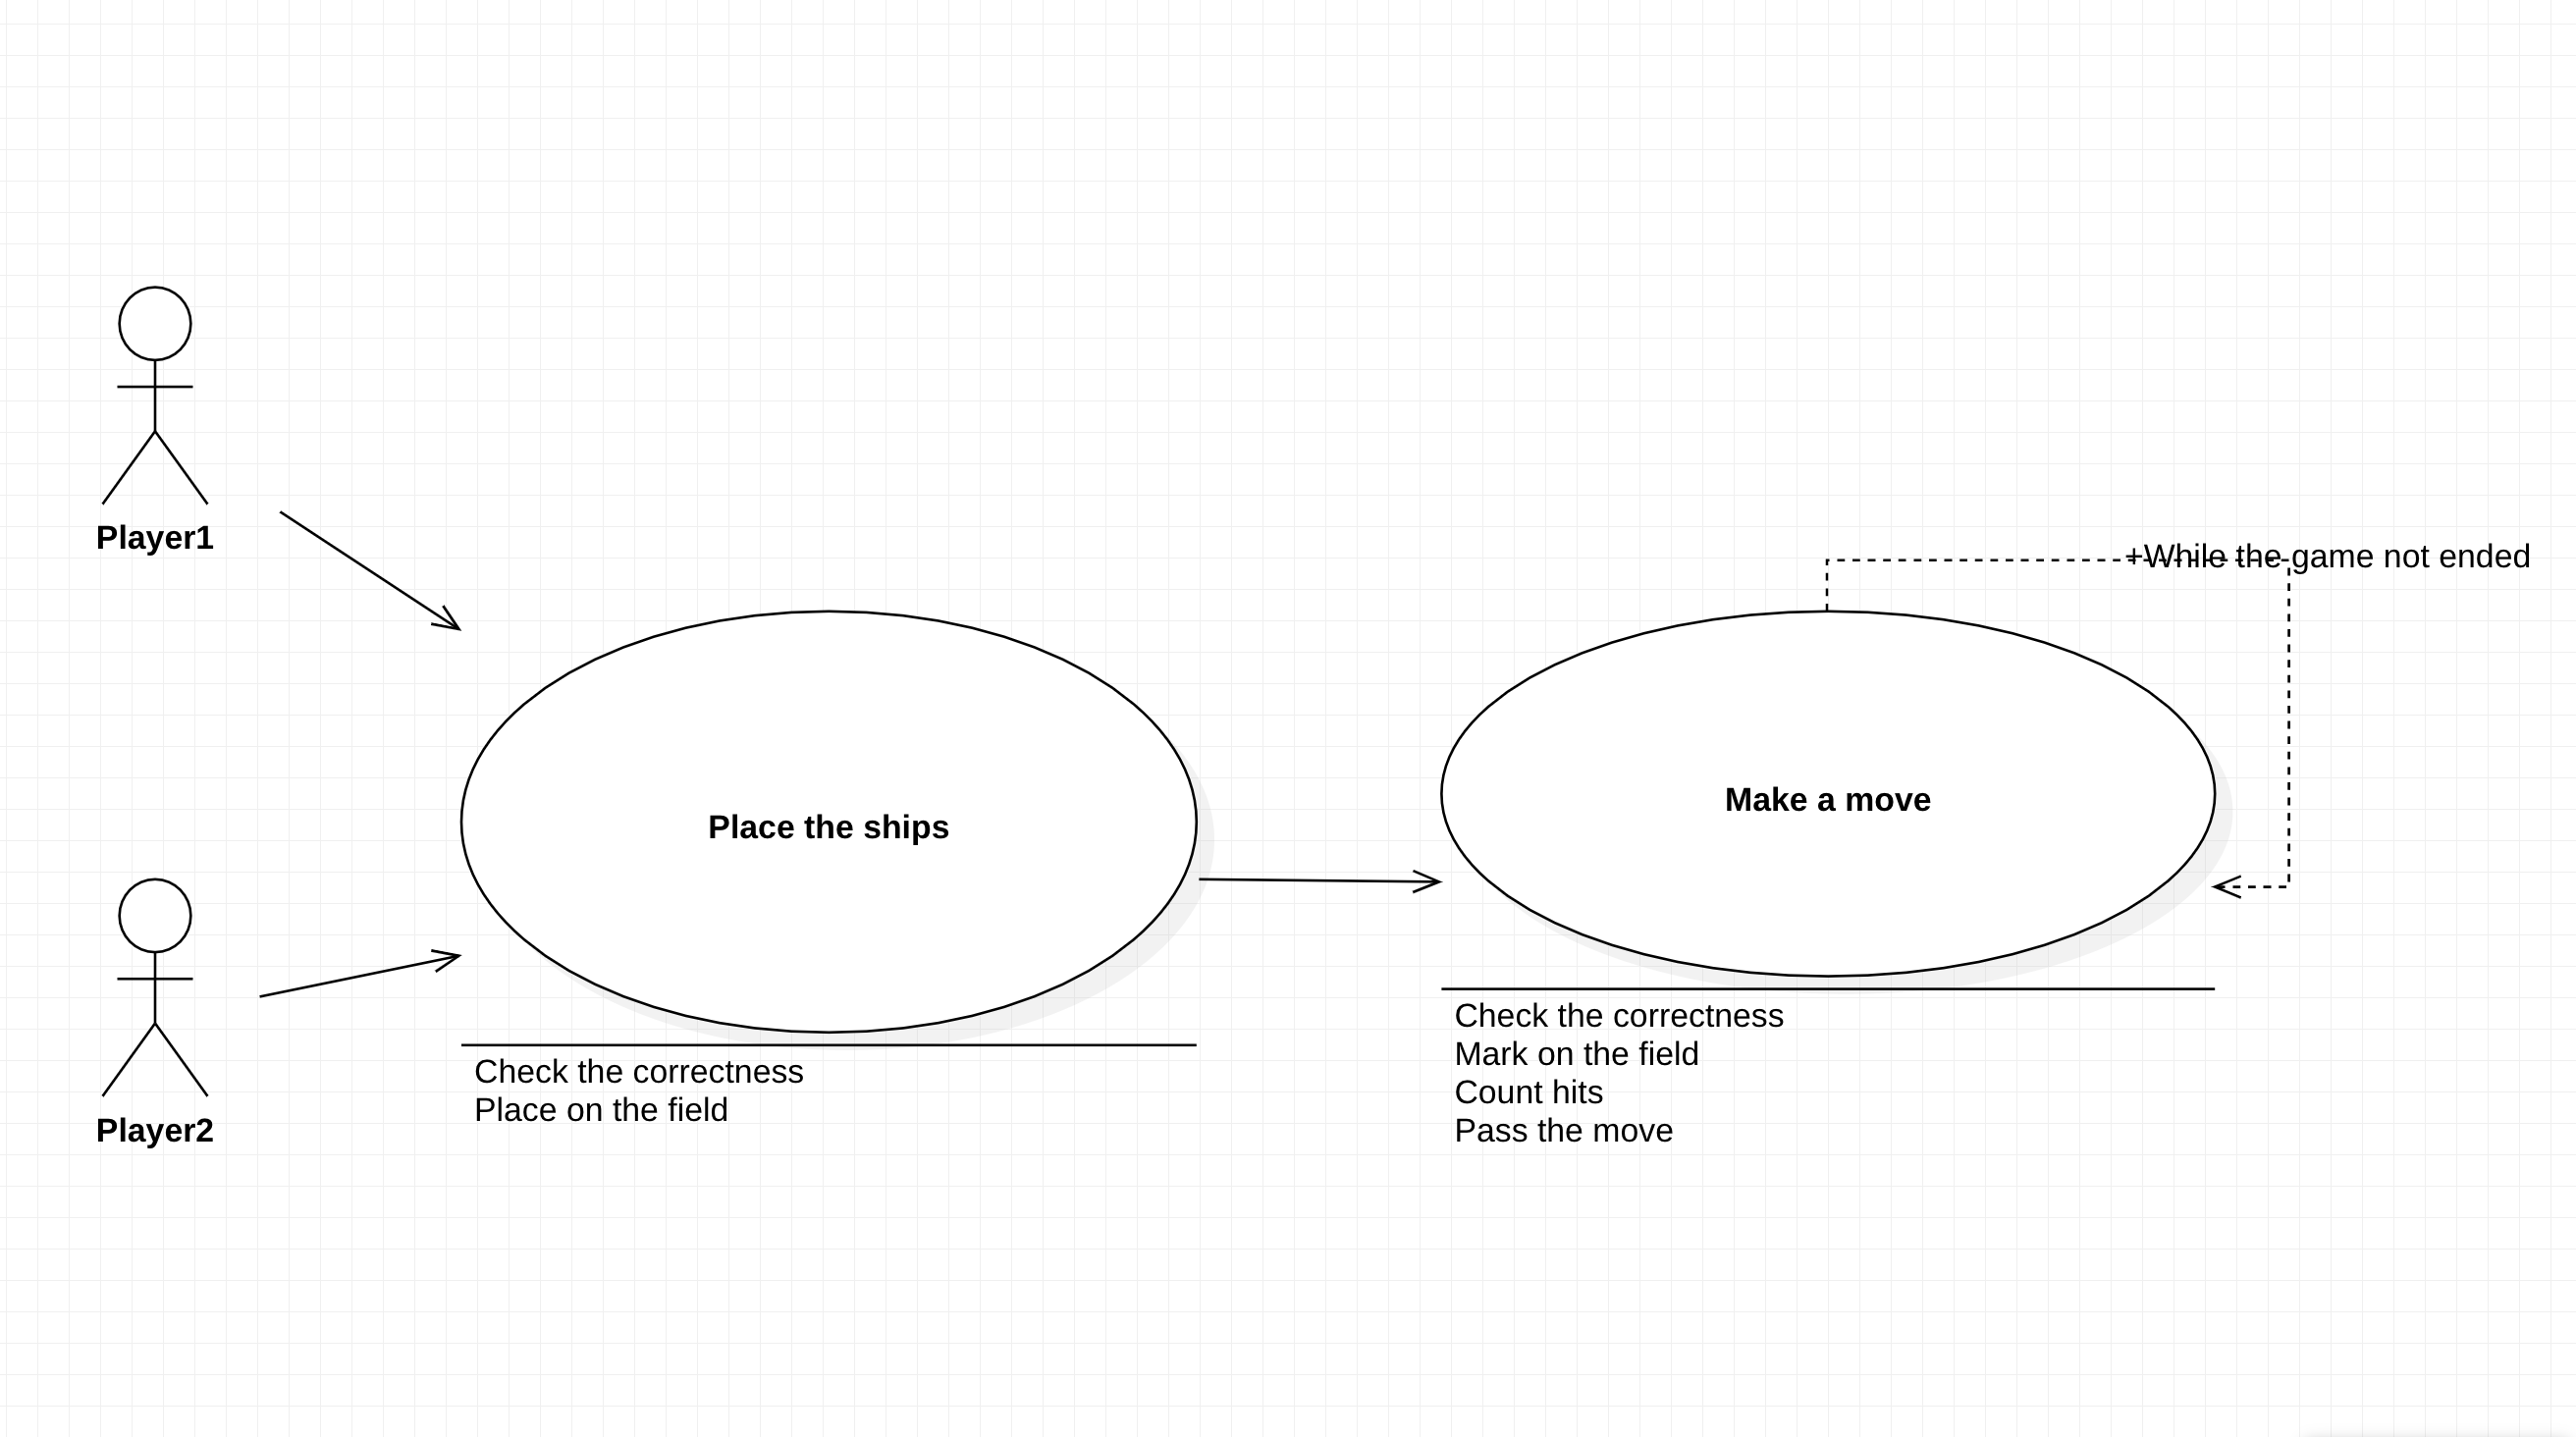 Player1
+While the game not ended
Place the ships
Make a move
Check the correctness
Place on the field
Check the correctness
Mark on the field
Count hits
Pass the move
Player2